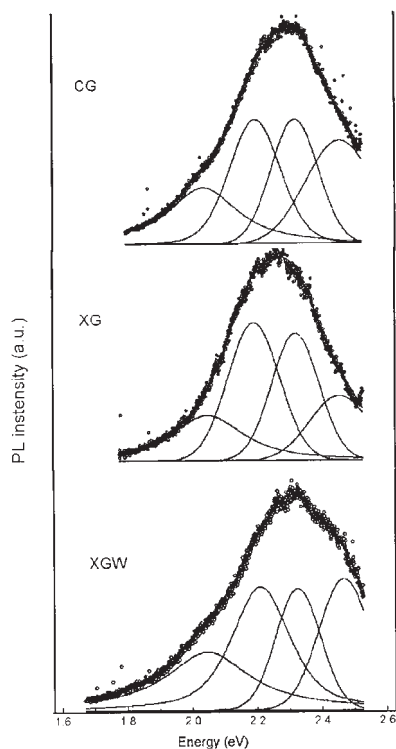 CG
XG
XGW
PL instensity (a.u.)
1.6 1.8 2.0 2.2 2.4 2.6
Energy (eV)